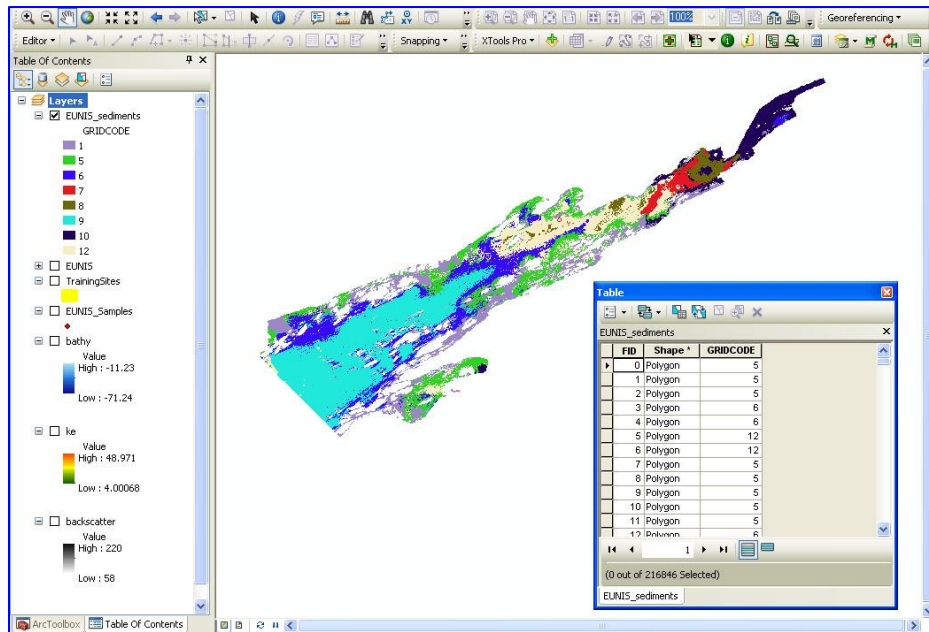 100%
Georeferencing
Editor
Snapping
XTools Pro
Table Of Contents
Layers
EUNIS_sediments
GRIDCODE
1
5
6
7
8
9
10
12
EUNIS
TrainingSites
EUNIS_Samples
bathy
Value
High : -11.23
Low : -71.24
ke
Value
High : 48.971
Low : 4.00068
backscatter
Value
High : 220
Low : 58
ArcToolbox
Table Of Contents
Table
EUNIS_sediments
FID Shape * GRIDCODE
0 Polygon 5
1 Polygon 5
2 Polygon 5
3 Polygon 6
4 Polygon 6
5 Polygon 12
6 Polygon 12
7 Polygon 5
8 Polygon 5
9 Polygon 5
10 Polygon 5
11 Polygon 5
12 Polygon 6
1
(0 out of 216846 Selected)
EUNIS_sediments